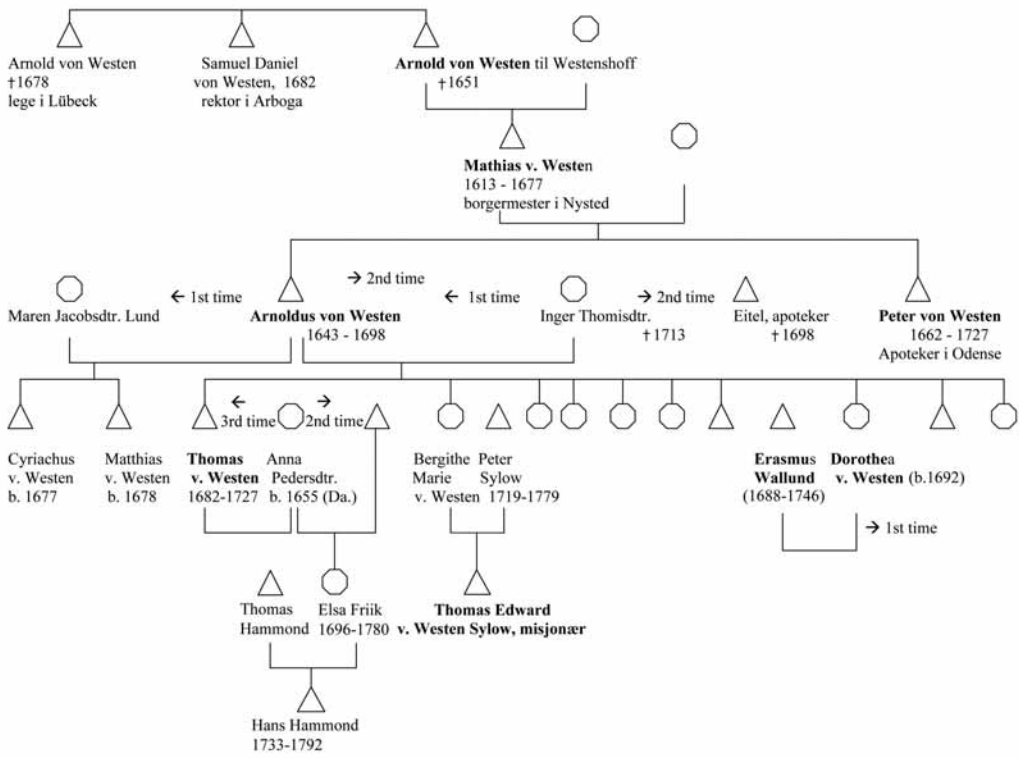 Arnold von Westen
†1678
lege i Lübeck
Samuel Daniel
von Westen, 1682
rektor i Arboga
Arnold von Westen til Westenshoff
†1651
Mathias v. Westen
1613 - 1677
borgermester i Nysted
→ 2nd time
← 1st time
← 1st time
→ 2nd time
Maren Jacobsdtr. Lund
Arnoldus von Westen
1643 - 1698
Inger Thomisdtr.
†1713
Eitel, apoteker
†1698
Peter von Westen
1662 - 1727
Apoteker i Odense
←
3rd time
→
2nd time
Cyriachus
v. Westen
b. 1677
Matthias
v. Westen
b. 1678
Thomas
v. Westen
1682-1727
Anna
Pedersdtr.
b. 1655 (Da.)
Bergithe
Marie
v. Westen
Peter
Sylow
1719-1779
Erasmus
Wallund
(1688-1746)
Dorothea
v. Westen (b.1692)
→ 1st time
Thomas
Hammond
Elsa Friik
1696-1780
Thomas Edward
v. Westen Sylow, misjonær
Hans Hammond
1733-1792